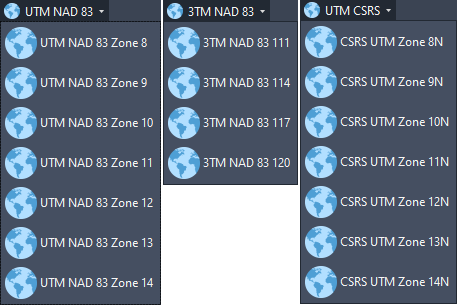 UTM NAD 83
UTM NAD 83 Zone 8
UTM NAD 83 Zone 9
UTM NAD 83 Zone 10
UTM NAD 83 Zone 11
UTM NAD 83 Zone 12
UTM NAD 83 Zone 13
UTM NAD 83 Zone 14
3TM NAD 83
3TM NAD 83 111
3TM NAD 83 114
3TM NAD 83 117
3TM NAD 83 120
UTM CSRS
CSRS UTM Zone 8N
CSRS UTM Zone 9N
CSRS UTM Zone 10N
CSRS UTM Zone 11N
CSRS UTM Zone 12N
CSRS UTM Zone 13N
CSRS UTM Zone 14N